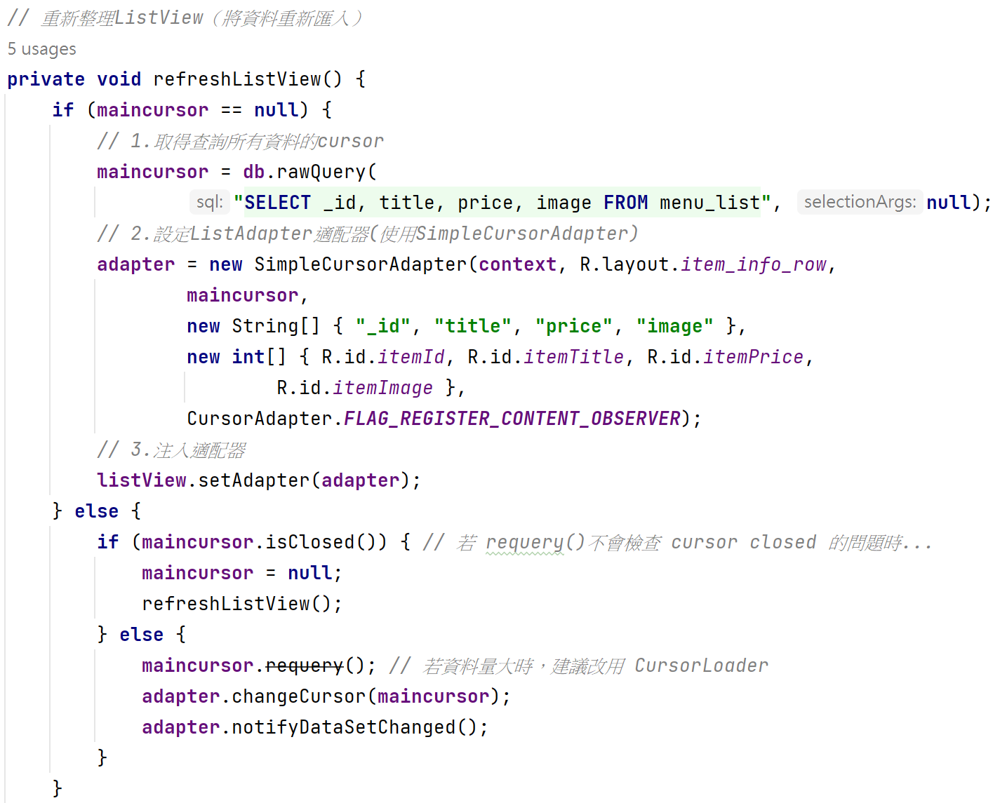 // 重新整理ListView（將資料重新匯入）
5 usages
private void refreshListView() {
    if (maincursor == null) {
        // 1.取得查詢所有資料的cursor
        maincursor = db.rawQuery(
                sql: "SELECT _id, title, price, image FROM menu_list", selectionArgs: null);
        // 2.設定ListAdapter適配器(使用SimpleCursorAdapter)
        adapter = new SimpleCursorAdapter(context, R.layout.item_info_row,
                maincursor,
                new String[] { "_id", "title", "price", "image" },
                new int[] { R.id.itemId, R.id.itemTitle, R.id.itemPrice,
                        R.id.itemImage },
                CursorAdapter.FLAG_REGISTER_CONTENT_OBSERVER);
        // 3.注入適配器
        listView.setAdapter(adapter);
    } else {
        if (maincursor.isClosed()) { // 若 requery()不會檢查 cursor closed 的問題時...
            maincursor = null;
            refreshListView();
        } else {
            maincursor.requery(); // 若資料量大時，建議改用 CursorLoader
            adapter.changeCursor(maincursor);
            adapter.notifyDataSetChanged();
        }
    }